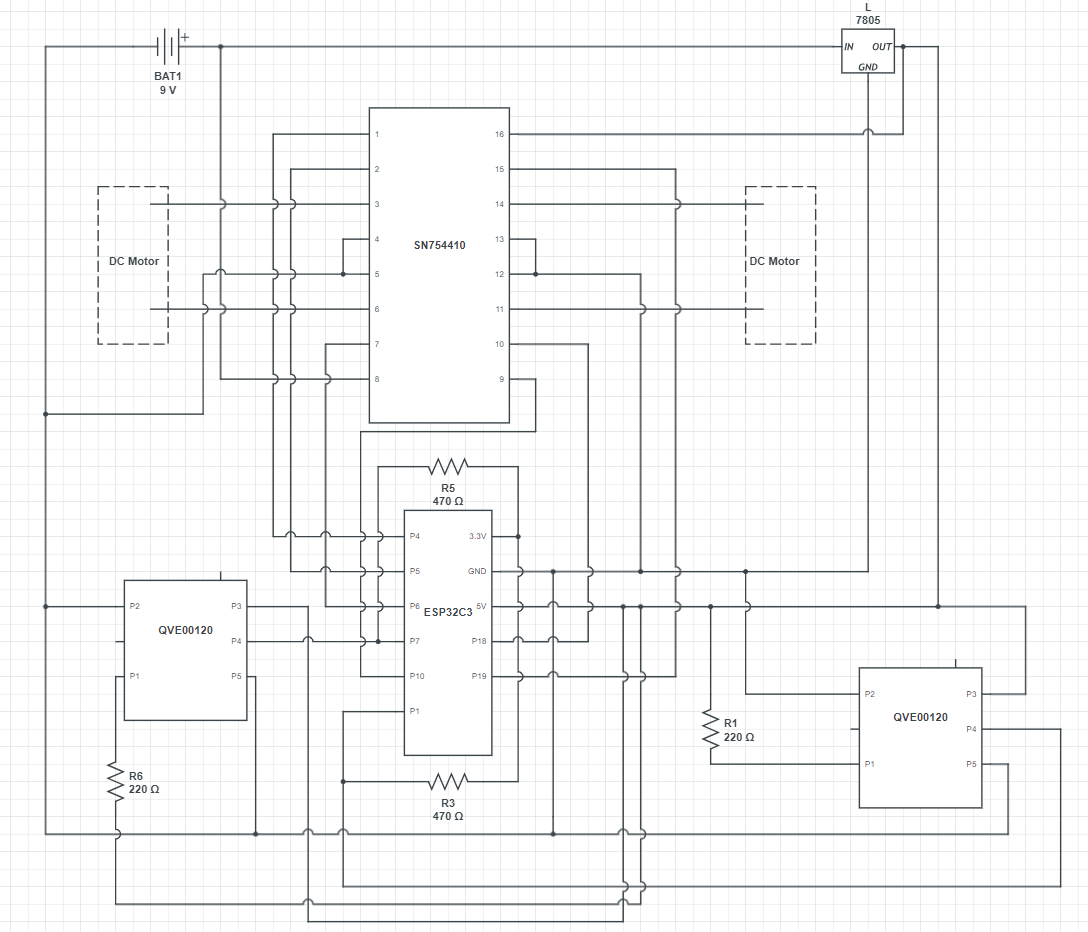 L
7805
IN
OUT
GND
+
BAT1
9 V
1
2
3
4
5
6
7
8
SN754410
16
15
14
13
12
11
10
9
DC Motor
DC Motor
R5
470 Ω
P4
P5
P6
P7
P10
P1
ESP32C3
3.3V
GND
5V
P18
P19
P2
P1
QVE00120
P3
P4
P5
R6
220 Ω
R3
470 Ω
R1
220 Ω
P2
P1
QVE00120
P3
P4
P5